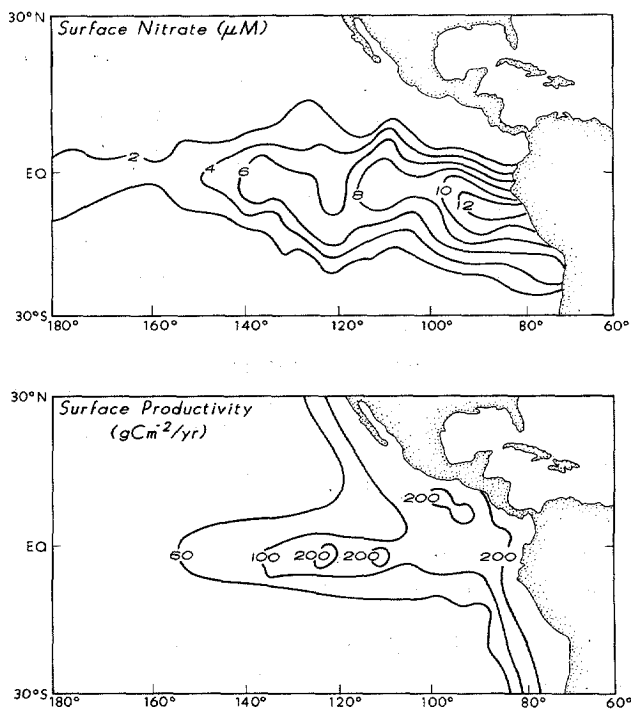 30°N
Surface Nitrate (µM)
2
4
6
8
10
12
EQ
30°S
180° 160° 140° 120° 100° 80° 60°
30°N
Surface Productivity
(gCm⁻²/yr)
200
EQ
60 100 200 200 200
30°S
180° 160° 140° 120° 100° 80° 60°